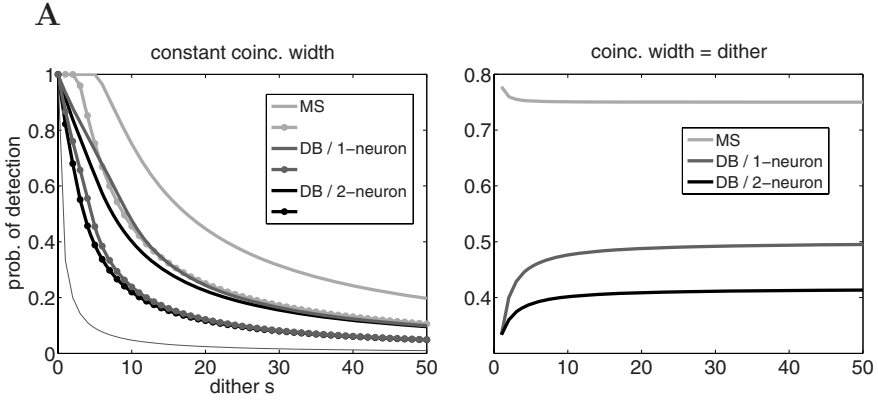 A
constant coinc. width
prob. of detection
1
0.8
0.6
0.4
0.2
0
MS
DB / 1−neuron
DB / 2−neuron
0 10 20 30 40 50
dither s
coinc. width = dither
0.8
0.7
0.6
0.5
0.4
MS
DB / 1−neuron
DB / 2−neuron
0 10 20 30 40 50